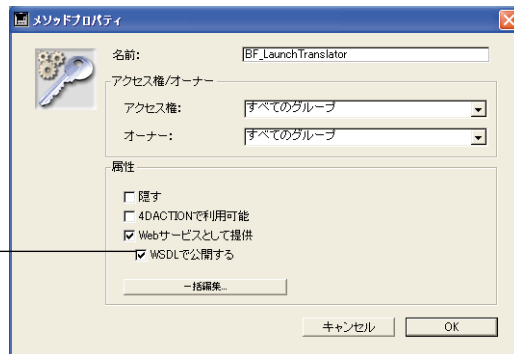 メソッドプロパティ
名前:
BF_LaunchTranslator
アクセス権/オーナー
アクセス権:
すべてのグループ
オーナー:
すべてのグループ
属性
隠す
4DACTIONで利用可能
Webサービスとして提供
WSDLで公開する
一括編集...
キャンセル
OK